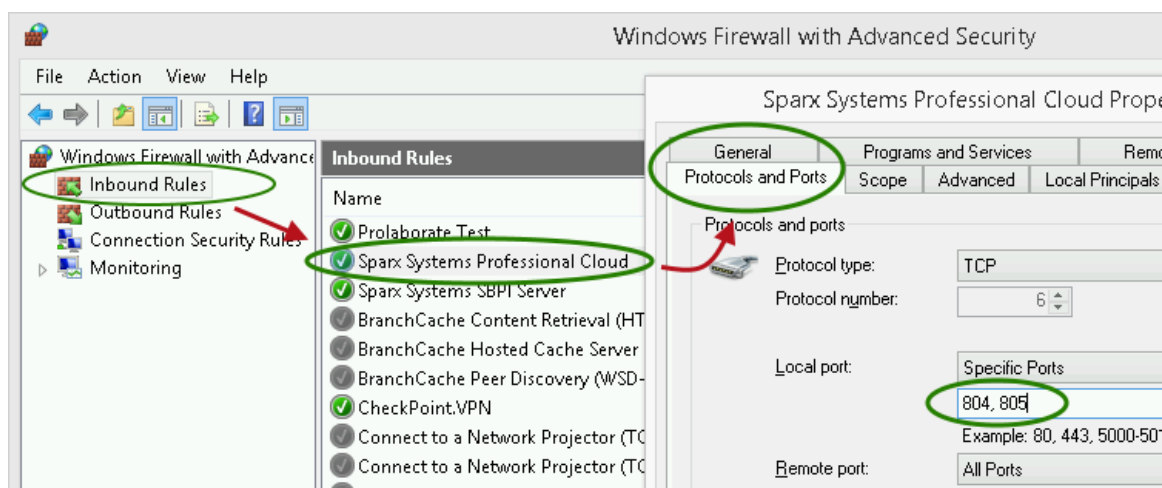 Windows Firewall with Advanced Security
File Action View Help
Sparx Systems Professional Cloud Prope
Windows Firewall with Advance
Inbound Rules
Outbound Rules
Connection Security Rules
Monitoring
Inbound Rules
Name
Prolaborate Test
Sparx Systems Professional Cloud
Sparx Systems SBPI Server
BranchCache Content Retrieval (HT
BranchCache Hosted Cache Server
BranchCache Peer Discovery (WSD-
CheckPoint.VPN
Connect to a Network Projector (TC
Connect to a Network Projector (TC
General Programs and Services Remo
Protocols and Ports Scope Advanced Local Principals
Protocols and ports
Protocol type: TCP
Protocol number: 6
Local port: Specific Ports
804, 805
Example: 80, 443, 5000-501
Remote port: All Ports